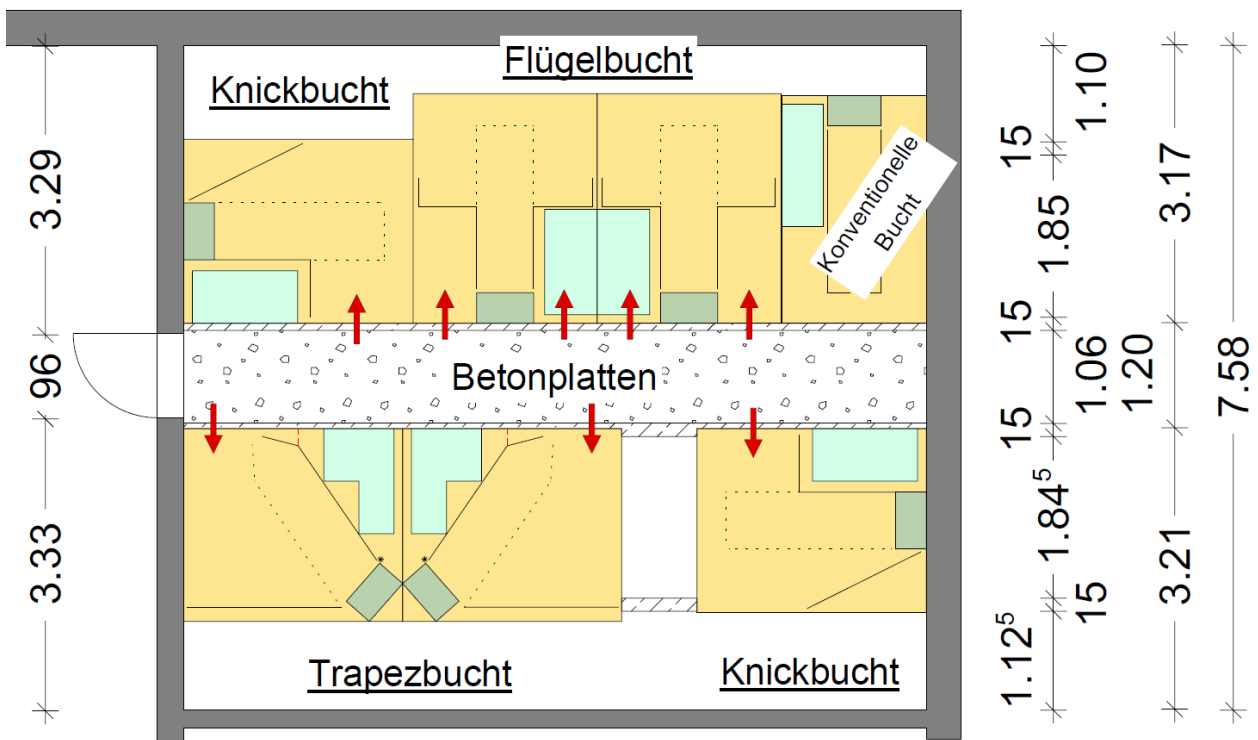 Flügelbucht
Knickbucht
Konventionelle
Bucht
Betonplatten
Trapezbucht
Knickbucht
3.29
96
3.33
15
1.85
15
15
1.84⁵
1.12⁵
1.10
1.06
15
1.20
3.17
3.21
7.58